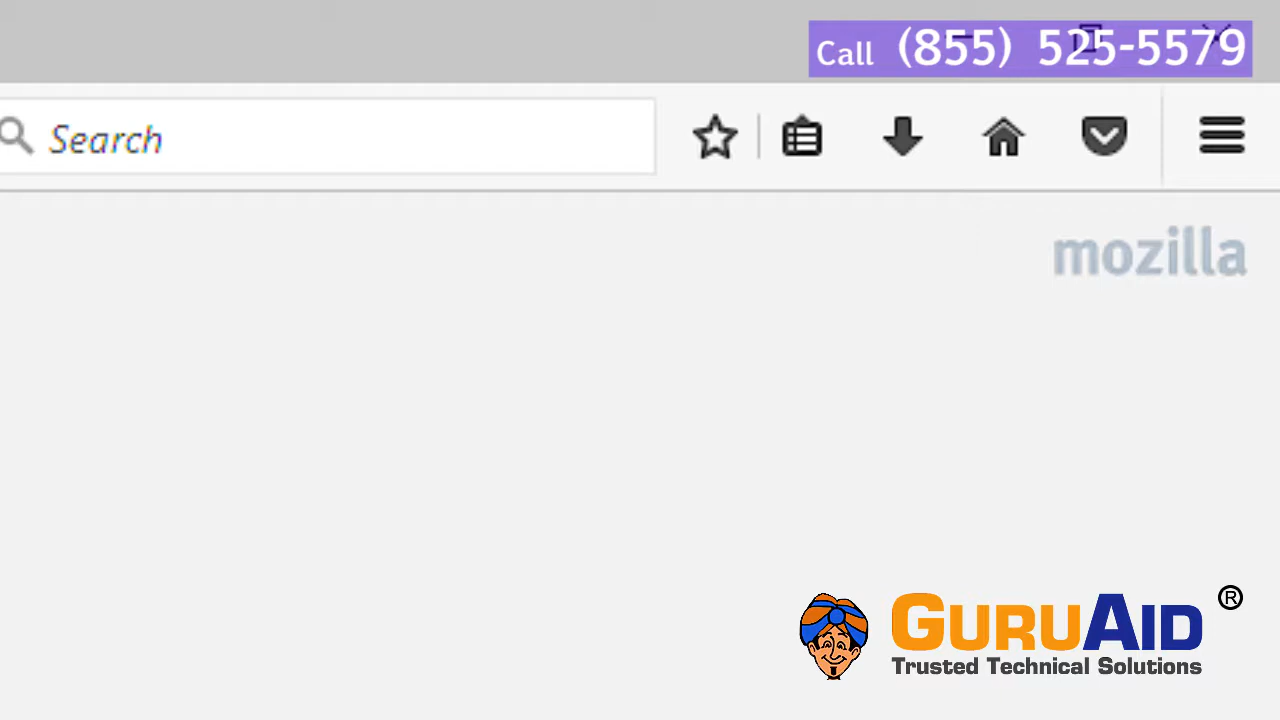 Call (855) 525-5579
Search
mozilla
GURUAID ®
Trusted Technical Solutions